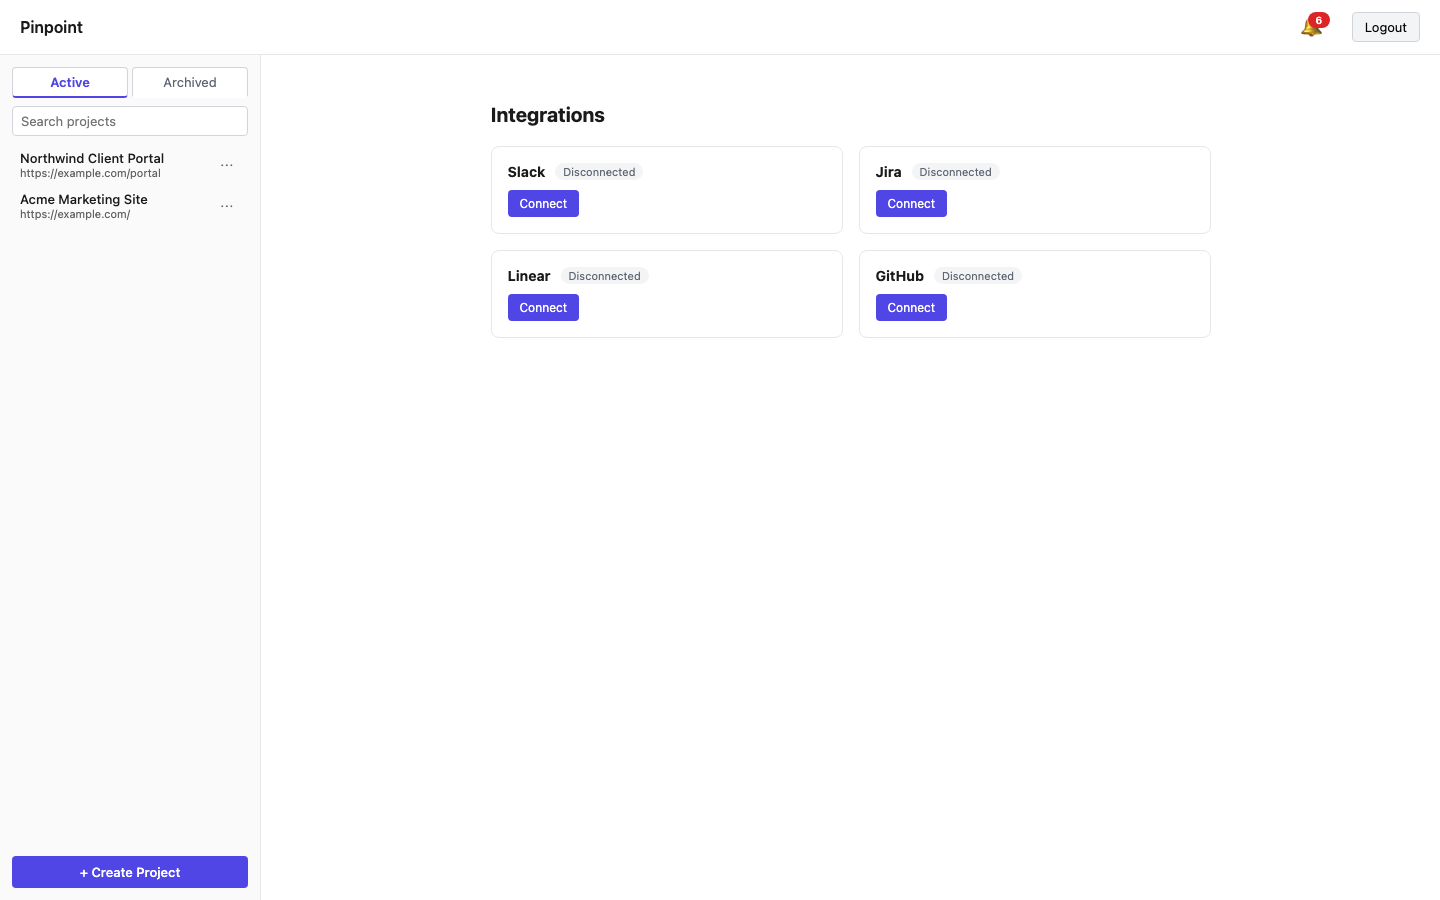 Pinpoint
6
Logout
Active
Archived
Search projects
Northwind Client Portal
https://example.com/portal
...
Acme Marketing Site
https://example.com/
...
+ Create Project
Integrations
Slack Disconnected
Connect
Jira Disconnected
Connect
Linear Disconnected
Connect
GitHub Disconnected
Connect